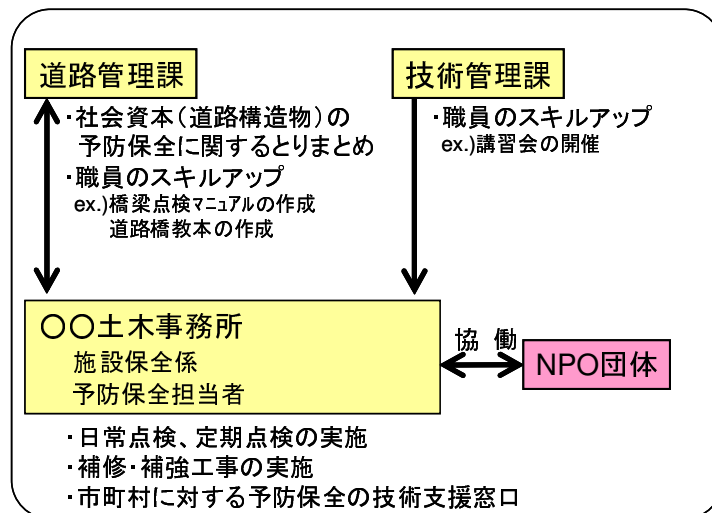 道路管理課
・社会資本（道路構造物）の
予防保全に関するとりまとめ
・職員のスキルアップ
ex.)橋梁点検マニュアルの作成
道路橋教本の作成
技術管理課
・職員のスキルアップ
ex.)講習会の開催
〇〇土木事務所
施設保全係
予防保全担当者
協 働
NPO団体
・日常点検、定期点検の実施
・補修・補強工事の実施
・市町村に対する予防保全の技術支援窓口